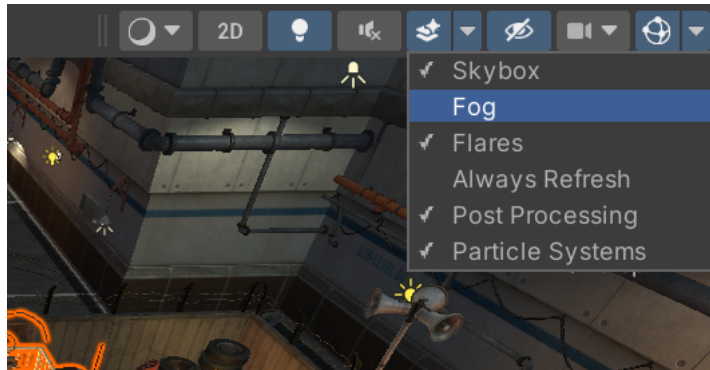 2D
Skybox
Fog
Flares
Always Refresh
Post Processing
Particle Systems